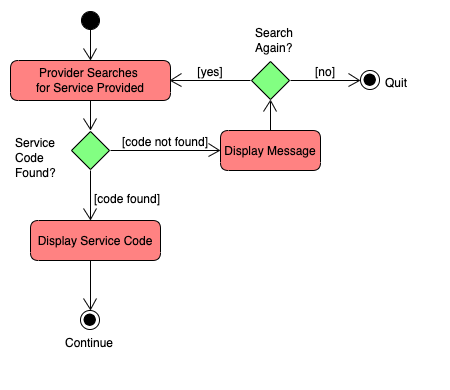 Search
Again?
Provider Searches
for Service Provided
[yes]
[no]
Quit
Service
Code
Found?
[code not found]
Display Message
[code found]
Display Service Code
Continue